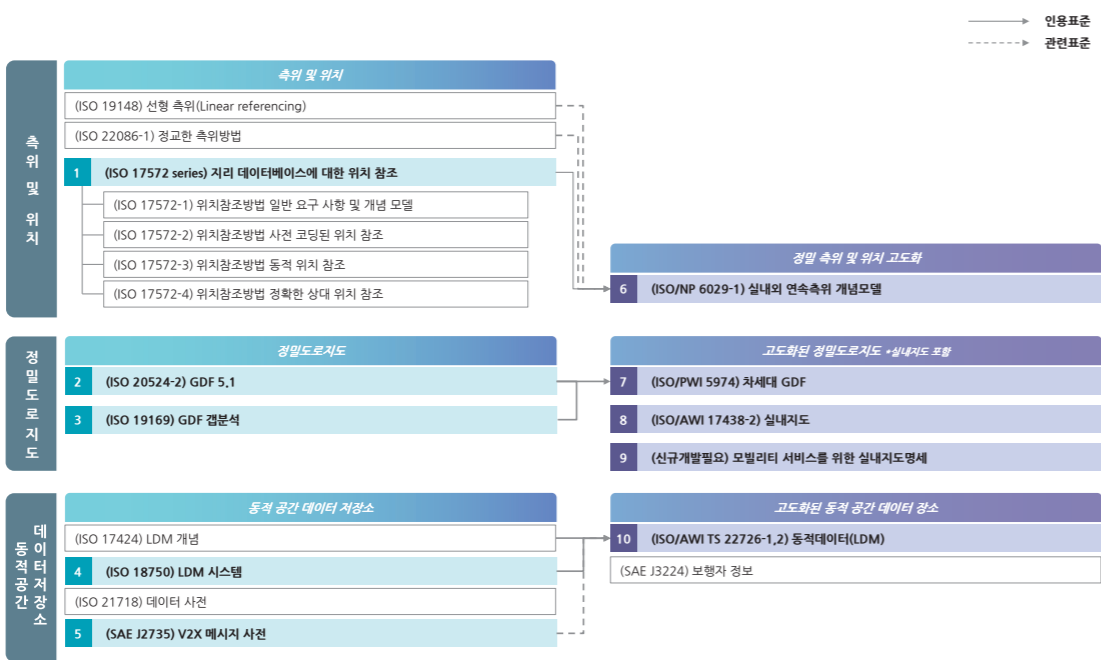 인용표준
관련표준
측위 및 위치
측위 및 위치
(ISO 19148) 선형 측위(Linear referencing)
(ISO 22086-1) 정교한 측위방법
1 (ISO 17572 series) 지리 데이터베이스에 대한 위치 참조
(ISO 17572-1) 위치참조방법 일반 요구 사항 및 개념 모델
(ISO 17572-2) 위치참조방법 사전 코딩된 위치 참조
(ISO 17572-3) 위치참조방법 동적 위치 참조
(ISO 17572-4) 위치참조방법 정확한 상대 위치 참조
정밀 측위 및 위치 고도화
6 (ISO/NP 6029-1) 실내외 연속측위 개념모델
정밀도로지도
정밀도로지도
2 (ISO 20524-2) GDF 5.1
3 (ISO 19169) GDF 갭분석
고도화된 정밀도로지도 *실내지도 포함
7 (ISO/PWI 5974) 차세대 GDF
8 (ISO/AWI 17438-2) 실내지도
9 (신규개발필요) 모빌리티 서비스를 위한 실내지도명세
동적공간
데이터저장소
동적 공간 데이터 저장소
(ISO 17424) LDM 개념
4 (ISO 18750) LDM 시스템
(ISO 21718) 데이터 사전
5 (SAE J2735) V2X 메시지 사전
고도화된 동적 공간 데이터 장소
10 (ISO/AWI TS 22726-1,2) 동적데이터(LDM)
(SAE J3224) 보행자 정보